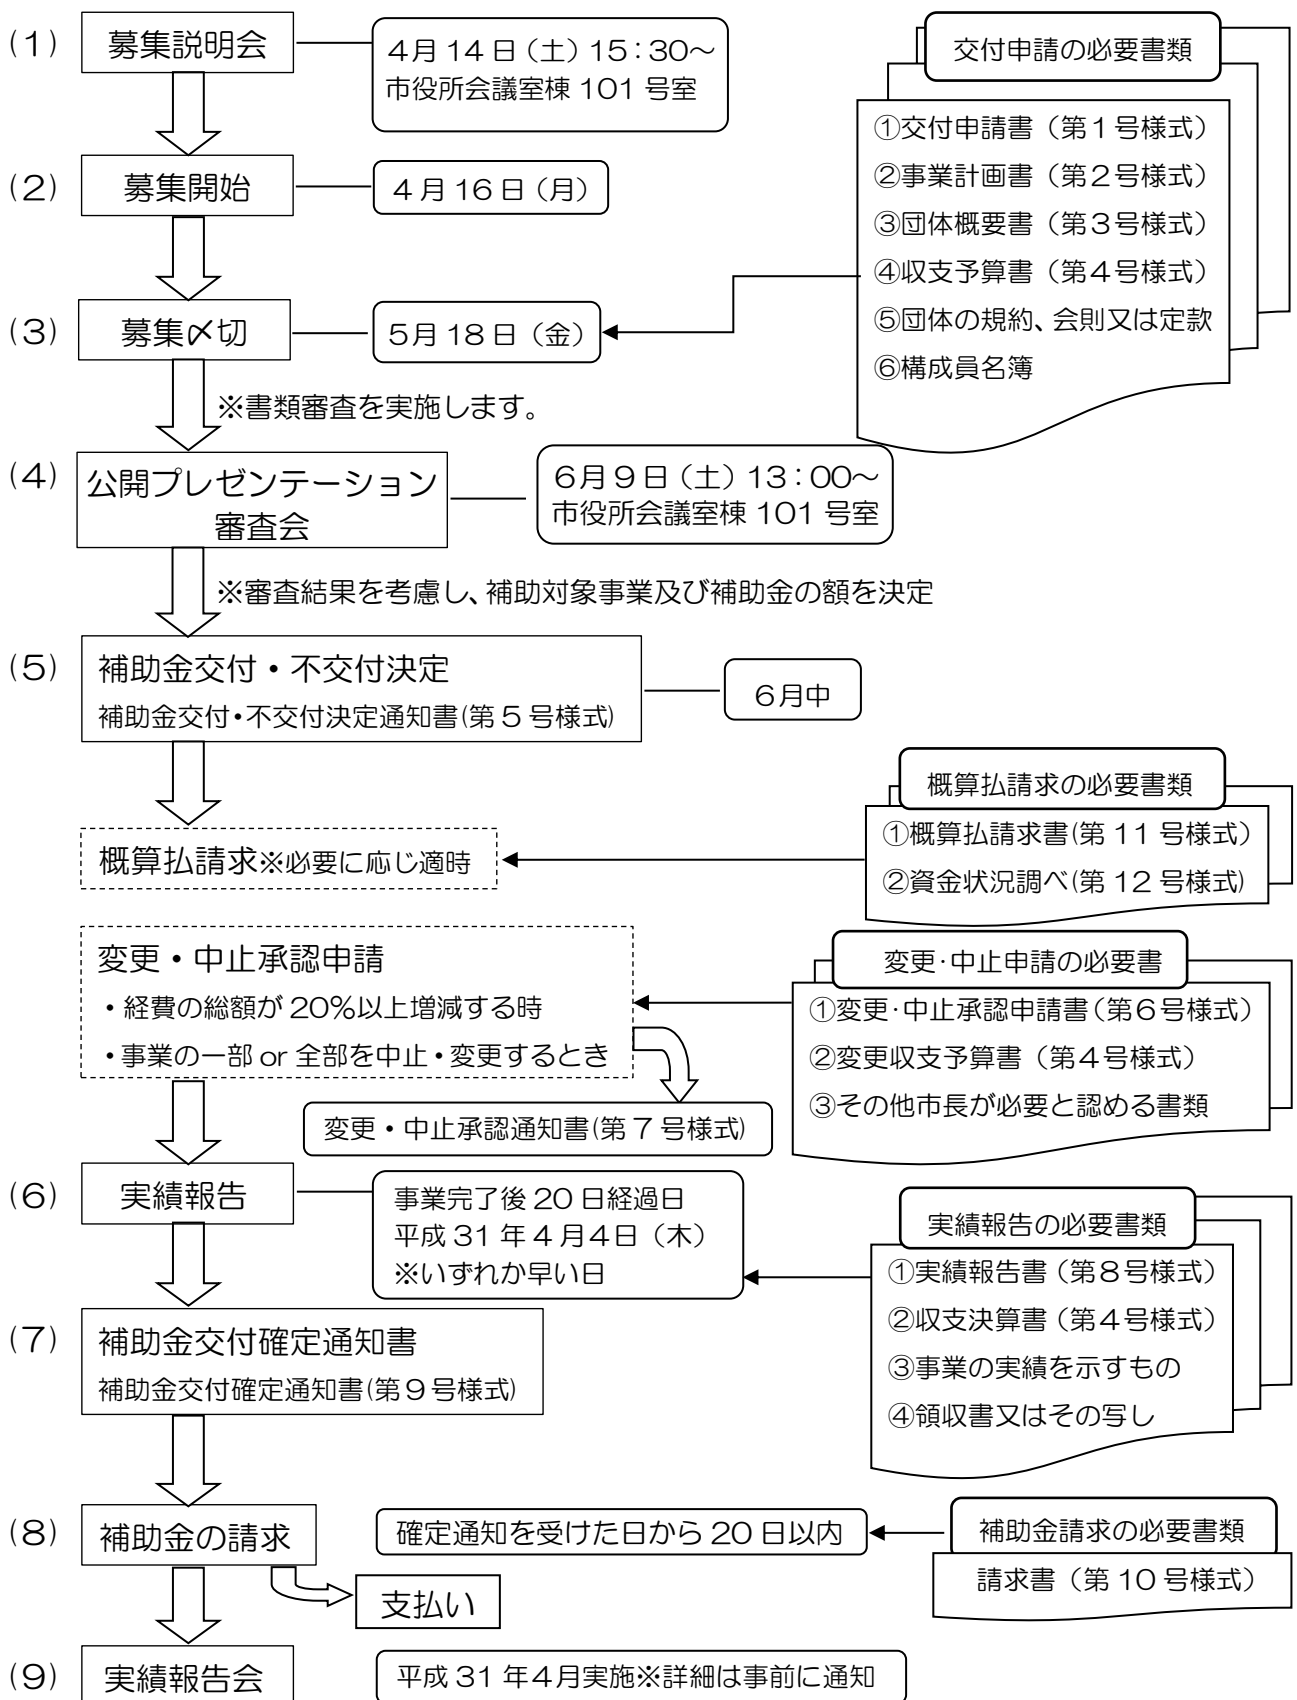 (1) 募集説明会
4月14日（土）15：30～
市役所会議室棟 101 号室
交付申請の必要書類
①交付申請書（第1号様式）
②事業計画書（第2号様式）
③団体概要書（第3号様式）
④収支予算書（第4号様式）
⑤団体の規約、会則又は定款
⑥構成員名簿
(2) 募集開始
4月16日（月）
(3) 募集〆切
5月18日（金）
※書類審査を実施します。
(4) 公開プレゼンテーション
審査会
6月9日（土）13：00～
市役所会議室棟 101 号室
※審査結果を考慮し、補助対象事業及び補助金の額を決定
(5) 補助金交付・不交付決定
補助金交付・不交付決定通知書(第5号様式)
6月中
概算払請求の必要書類
①概算払請求書(第 11 号様式)
②資金状況調べ(第 12 号様式)
概算払請求※必要に応じ適時
変更・中止承認申請
・経費の総額が 20%以上増減する時
・事業の一部 or 全部を中止・変更するとき
変更・中止申請の必要書
①変更・中止承認申請書（第6号様式）
②変更収支予算書（第4号様式）
③その他市長が必要と認める書類
変更・中止承認通知書(第7号様式)
(6) 実績報告
事業完了後 20 日経過日
平成 31 年4月4日（木）
※いずれか早い日
実績報告の必要書類
①実績報告書（第8号様式）
②収支決算書（第4号様式）
③事業の実績を示すもの
④領収書又はその写し
(7) 補助金交付確定通知書
補助金交付確定通知書(第9号様式)
(8) 補助金の請求
確定通知を受けた日から 20 日以内
補助金請求の必要書類
請求書（第 10 号様式）
支払い
(9) 実績報告会
平成 31 年4月実施※詳細は事前に通知